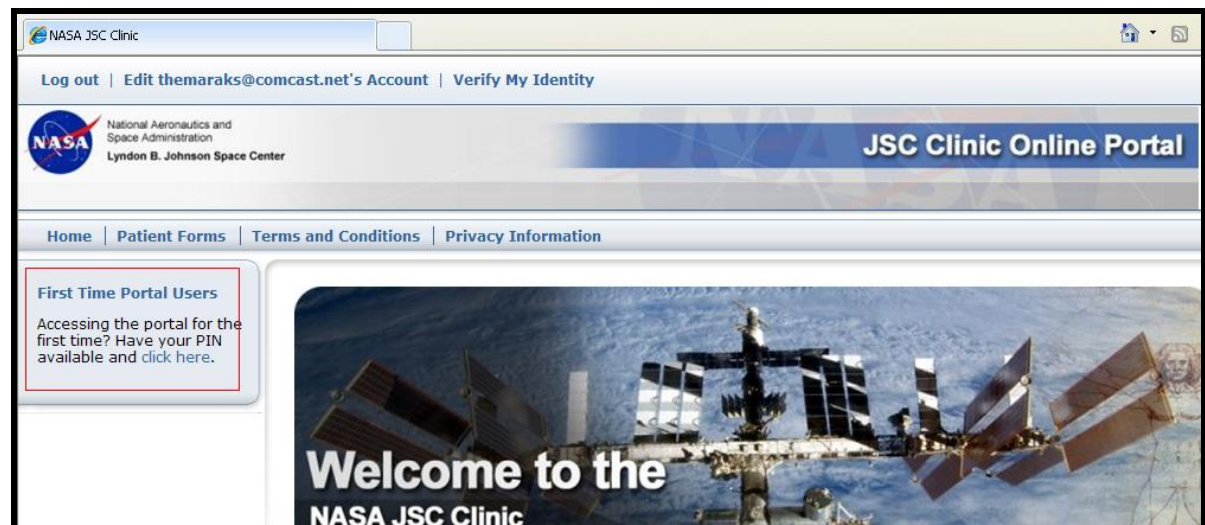 NASA JSC Clinic
Log out | Edit themaraks@comcast.net's Account | Verify My Identity
NASA
National Aeronautics and
Space Administration
Lyndon B. Johnson Space Center
JSC Clinic Online Portal
Home | Patient Forms | Terms and Conditions | Privacy Information
First Time Portal Users
Accessing the portal for the
first time? Have your PIN
available and click here.
Welcome to the
NASA JSC Clinic